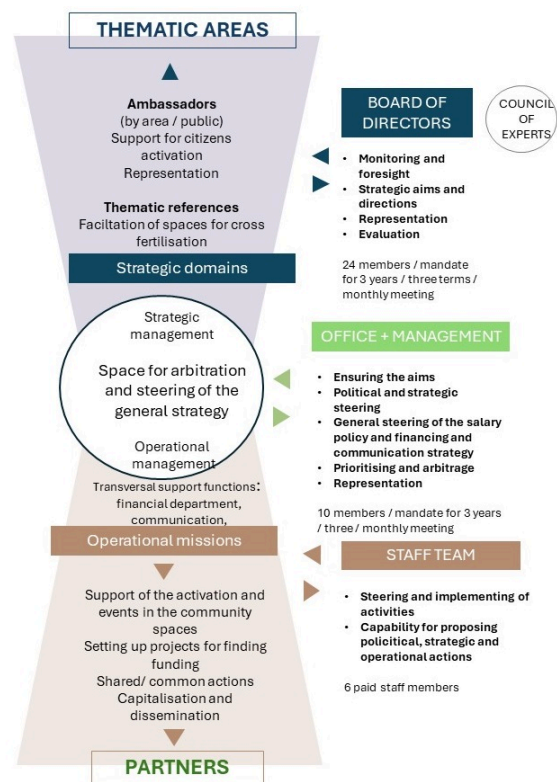 THEMATIC AREAS
Ambassadors
(by area / public)
Support for citizens
activation
Representation
Thematic references
Faciltation of spaces for cross
fertilisation
Strategic domains
BOARD OF
DIRECTORS
COUNCIL
OF
EXPERTS
• Monitoring and
foresight
• Strategic aims and
directions
• Representation
• Evaluation
24 members / mandate
for 3 years / three terms /
monthly meeting
Strategic
management
Space for arbitration
and steering of the
general strategy
Operational
management
OFFICE + MANAGEMENT
• Ensuring the aims
• Political and strategic
steering
• General steering of the salary
policy and financing and
communication strategy
• Prioritising and arbitrage
• Representation
10 members / mandate for 3 years
/ three / monthly meeting
Transversal support functions:
financial department,
communication,
Operational missions
Support of the activation and
events in the community
spaces
Setting up projects for finding
funding
Shared/ common actions
Capitalisation and
dissemination
STAFF TEAM
• Steering and implementing of
activities
• Capability for proposing
policitical, strategic and
operational actions
6 paid staff members
PARTNERS